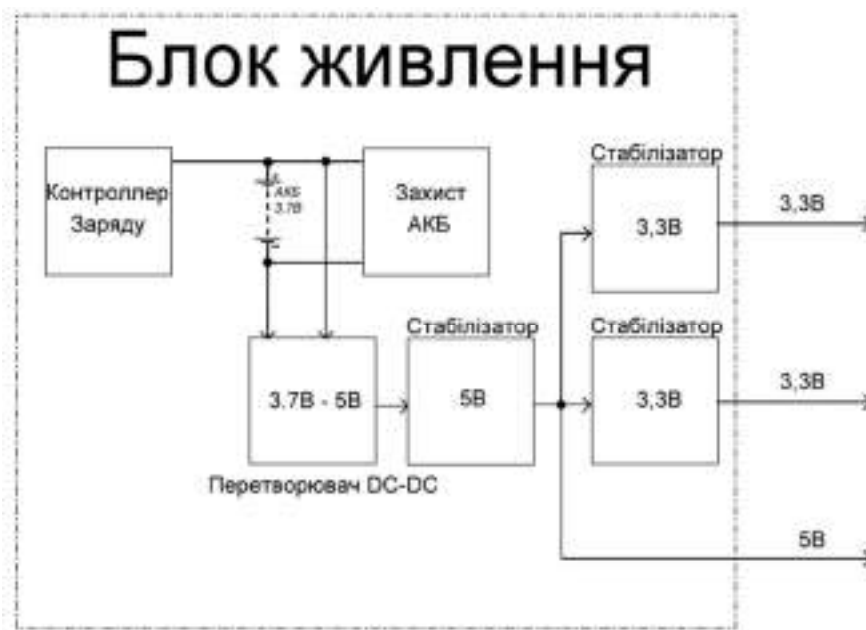 Блок живлення
Контроллер
Заряду
АКБ
3.7В
Захист
АКБ
Стабілізатор
3,3В
3,3В
Стабілізатор
5В
Стабілізатор
3,3В
3,3В
3.7В - 5В
Перетворювач DC-DC
5В